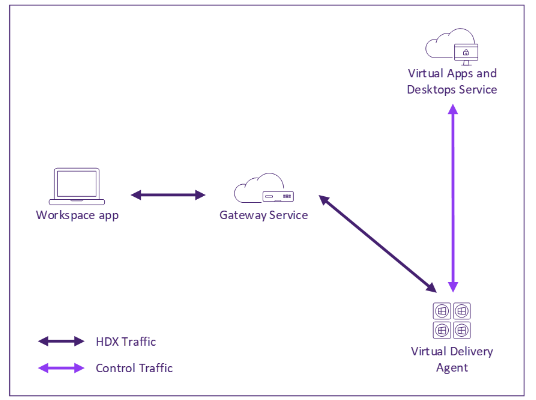 Virtual Apps and
Desktops Service
Workspace app
Gateway Service
Virtual Delivery
Agent
HDX Traffic
Control Traffic